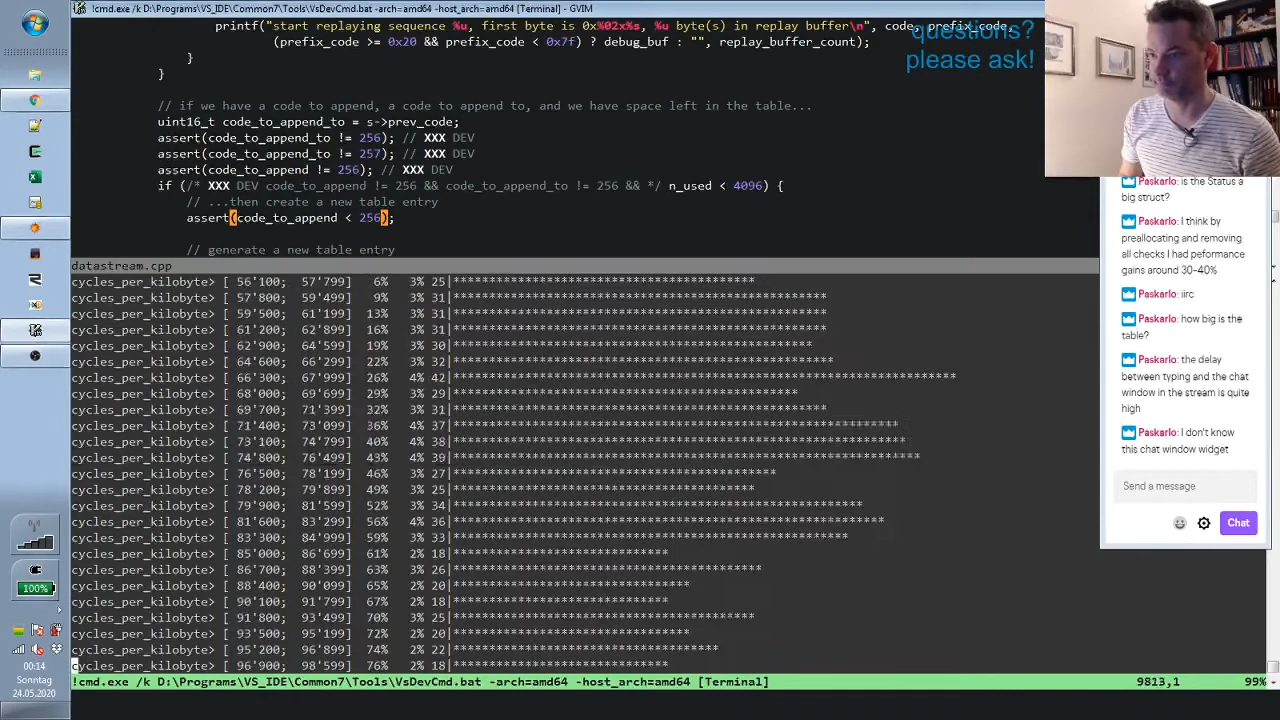 !cmd.exe /k D:\Programs\VS_IDE\Common7\Tools\VsDevCmd.bat -arch=amd64 -host_arch=amd64 [Terminal] - GVIM
printf("start replaying sequence %u, first byte is 0x%02x%s, %u byte(s) in replay buffer\n", code, prefix_code,
(prefix_code >= 0x20 && prefix_code < 0x7f) ? debug_buf : "", replay_buffer_count);
}
}
// if we have a code to append, a code to append to, and we have space left in the table...
uint16_t code_to_append_to = s->prev_code;
assert(code_to_append_to != 256); // XXX DEV
assert(code_to_append_to != 257); // XXX DEV
assert(code_to_append != 256); // XXX DEV
if (/* XXX DEV code_to_append != 256 && code_to_append_to != 256 && */ n_used < 4096) {
// ...then create a new table entry
assert(code_to_append < 256);
// generate a new table entry
datastream.cpp
cycles_per_kilobyte> [ 56'100; 57'799] 6% 3% 25|******************************************
cycles_per_kilobyte> [ 57'800; 59'499] 9% 3% 31|****************************************************
cycles_per_kilobyte> [ 59'500; 61'199] 13% 3% 31|****************************************************
cycles_per_kilobyte> [ 61'200; 62'899] 16% 3% 31|****************************************************
cycles_per_kilobyte> [ 62'900; 64'599] 19% 3% 30|**************************************************
cycles_per_kilobyte> [ 64'600; 66'299] 22% 3% 32|*****************************************************
cycles_per_kilobyte> [ 66'300; 67'999] 26% 4% 42|**********************************************************************
cycles_per_kilobyte> [ 68'000; 69'699] 29% 3% 29|************************************************
cycles_per_kilobyte> [ 69'700; 71'399] 32% 3% 31|****************************************************
cycles_per_kilobyte> [ 71'400; 73'099] 36% 4% 37|**************************************************************
cycles_per_kilobyte> [ 73'100; 74'799] 40% 4% 38|***************************************************************
cycles_per_kilobyte> [ 74'800; 76'499] 43% 4% 39|*****************************************************************
cycles_per_kilobyte> [ 76'500; 78'199] 46% 3% 27|*********************************************
cycles_per_kilobyte> [ 78'200; 79'899] 49% 3% 25|******************************************
cycles_per_kilobyte> [ 79'900; 81'599] 52% 3% 34|*********************************************************
cycles_per_kilobyte> [ 81'600; 83'299] 56% 4% 36|************************************************************
cycles_per_kilobyte> [ 83'300; 84'999] 59% 3% 33|*******************************************************
cycles_per_kilobyte> [ 85'000; 86'699] 61% 2% 18|******************************
cycles_per_kilobyte> [ 86'700; 88'399] 63% 3% 26|*******************************************
cycles_per_kilobyte> [ 88'400; 90'099] 65% 2% 20|*********************************
cycles_per_kilobyte> [ 90'100; 91'799] 67% 2% 18|******************************
cycles_per_kilobyte> [ 91'800; 93'499] 70% 3% 25|******************************************
cycles_per_kilobyte> [ 93'500; 95'199] 72% 2% 20|*********************************
cycles_per_kilobyte> [ 95'200; 96'899] 74% 2% 22|*************************************
cycles_per_kilobyte> [ 96'900; 98'599] 76% 2% 18|******************************
!cmd.exe /k D:\Programs\VS_IDE\Common7\Tools\VsDevCmd.bat -arch=amd64 -host_arch=amd64 [Terminal] 9813,1 99%
questions?
please ask!
Paskarlo: is the Status a
big struct?
Paskarlo: I think by
preallocating and removing
all checks I had peformance
gains around 30-40%
Paskarlo: iirc
Paskarlo: how big is the
table?
Paskarlo: the delay
between typing and the chat
window in the stream is quite
high
Paskarlo: I don't know
this chat window widget
Send a message
Chat
100%
00:14
Sonntag
24.05.2020